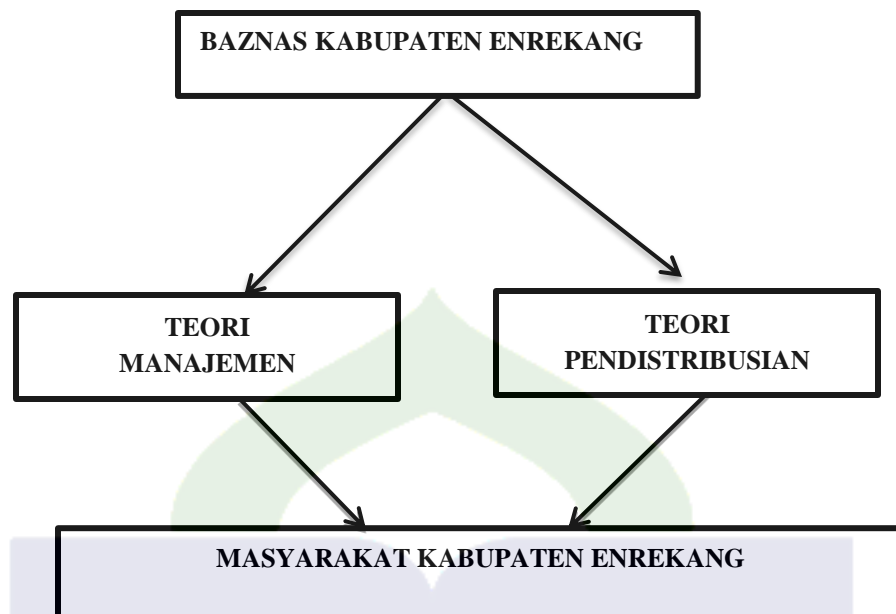 BAZNAS KABUPATEN ENREKANG
TEORI
MANAJEMEN
TEORI
PENDISTRIBUSIAN
MASYARAKAT KABUPATEN ENREKANG